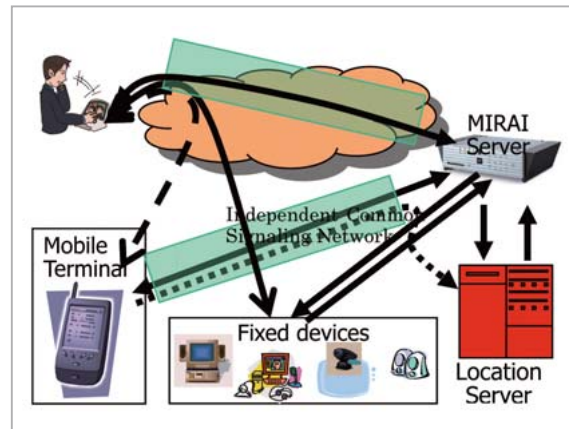 MIRAI
Server
Independent Common
Signaling Network
Mobile
Terminal
Fixed devices
Location
Server